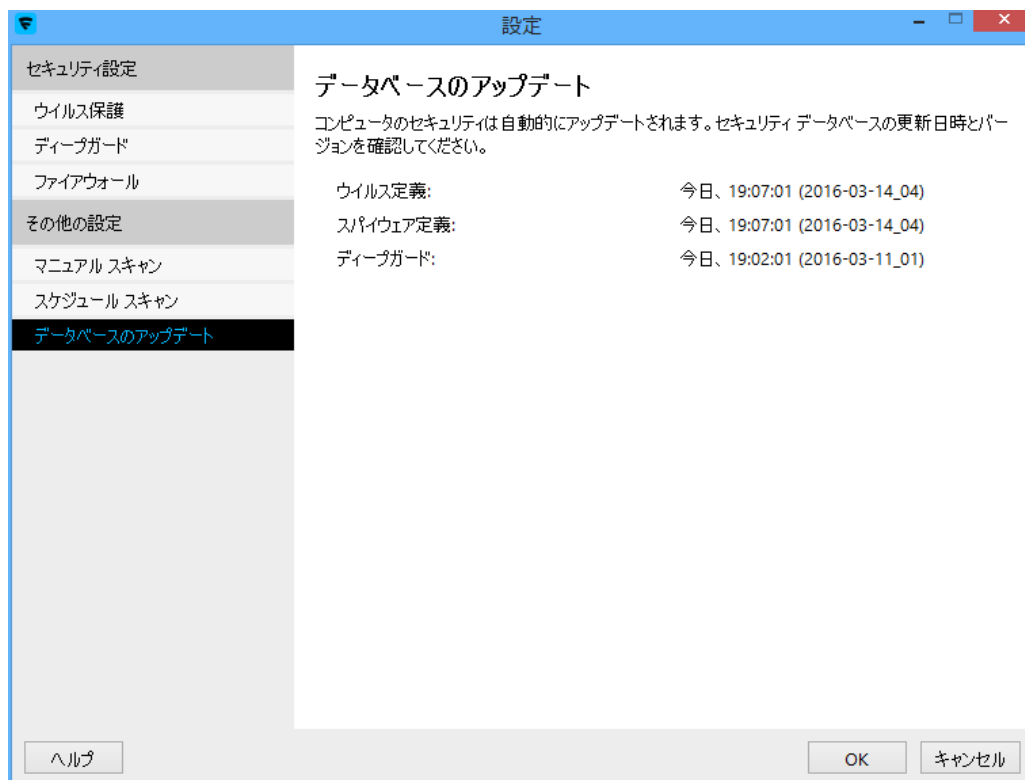 設定
セキュリティ設定
ウイルス保護
ディープガード
ファイアウォール
その他の設定
マニュアル スキャン
スケジュール スキャン
データベースのアップデート
データベースのアップデート
コンピュータのセキュリティは自動的にアップデートされます。セキュリティ データベースの更新日時とバー
ジョンを確認してください。
ウイルス定義: 今日、19:07:01 (2016-03-14_04)
スパイウェア定義: 今日、19:07:01 (2016-03-14_04)
ディープガード: 今日、19:02:01 (2016-03-11_01)
ヘルプ OK キャンセル